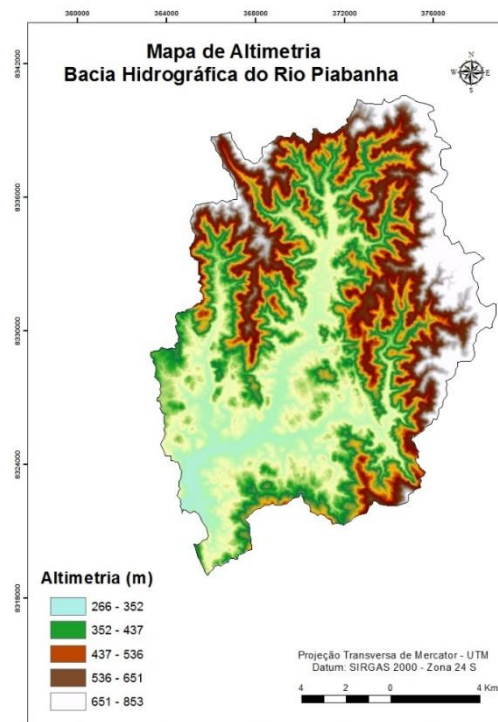 360000 364000 368000 372000 376000
Mapa de Altimetria
Bacia Hidrográfica do Rio Piabanha
N
W E
S
8342000
8336000
8330000
8324000
8318000
Altimetria (m)
266 - 352
352 - 437
437 - 536
536 - 651
651 - 853
Projeção Transversa de Mercator - UTM
Datum: SIRGAS 2000 - Zona 24 S
4 2 0 4 Km